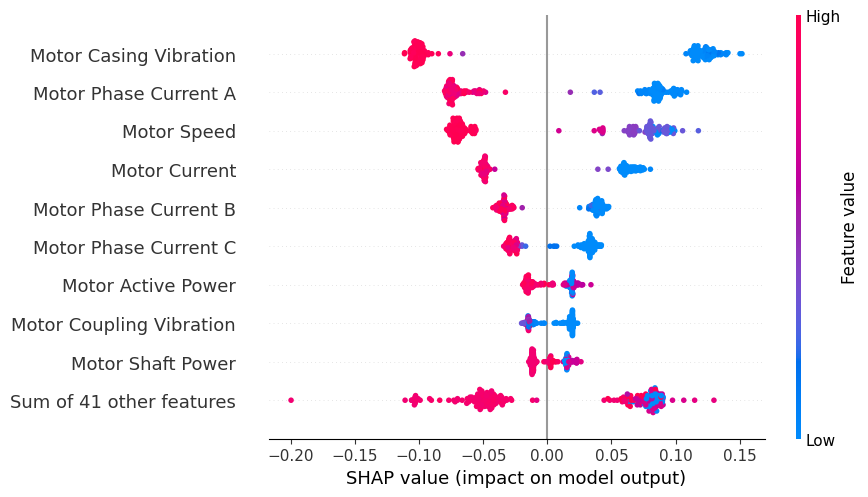 High
Motor Casing Vibration
Motor Phase Current A
Motor Speed
Motor Current
Motor Phase Current B
Motor Phase Current C
Motor Active Power
Motor Coupling Vibration
Motor Shaft Power
Sum of 41 other features
Feature value
Low
−0.20 −0.15 −0.10 −0.05 0.00 0.05 0.10 0.15
SHAP value (impact on model output)